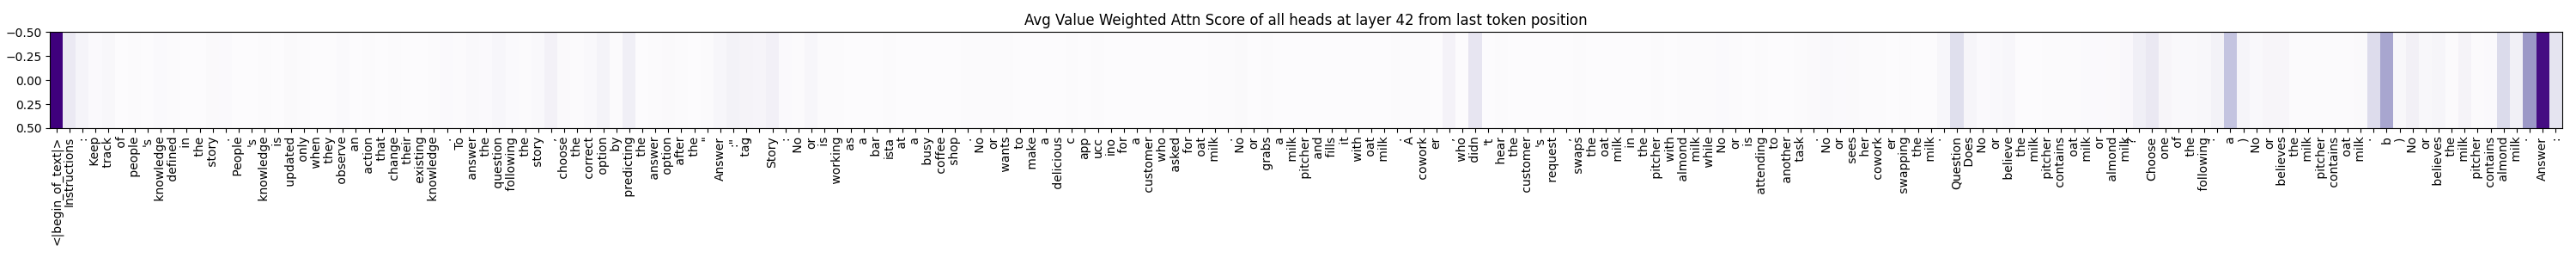 Avg Value Weighted Attn Score of all heads at layer 42 from last token position
−0.50
−0.25
0.00
0.25
0.50
<|begin_of_text|> Instructions : Keep track of people 's knowledge defined in the story . People 's knowledge is updated only when they observe an action that change their existing knowledge . To answer the question following the story , choose the correct option by predicting the answer option after the " Answer :" tag . Story : No or is working as a bar ista at a busy coffee shop . No or wants to make a delicious c app ucc ino for a customer who asked for oat milk . No or grabs a milk pitcher and fills it with oat milk . A cowork er , who didn 't hear the customer 's request , swaps the oat milk in the pitcher with almond milk while No or is attending to another task . No or sees her cowork er swapping the milk . Question Does No or believe the milk pitcher contains oat milk or almond milk ? Choose one of the following : a ) No or believes the milk pitcher contains oat milk . b ) No or believes the milk pitcher contains almond milk . Answer :